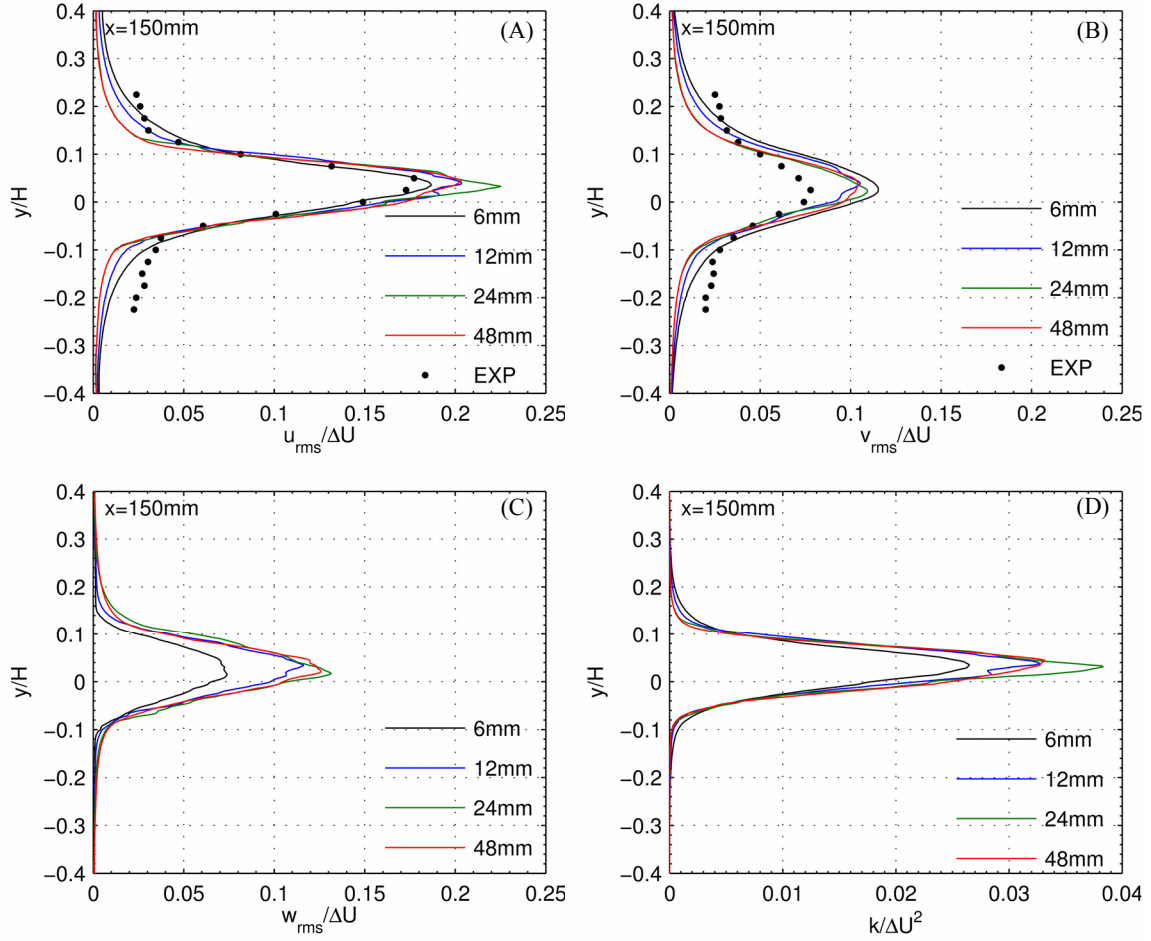 x=150mm (A)
0.4
0.3
0.2
0.1
0
−0.1
−0.2
−0.3
−0.4
y/H
6mm
12mm
24mm
48mm
EXP
0 0.05 0.1 0.15 0.2 0.25
u_rms/ΔU
x=150mm (B)
0.4
0.3
0.2
0.1
0
−0.1
−0.2
−0.3
−0.4
y/H
6mm
12mm
24mm
48mm
EXP
0 0.05 0.1 0.15 0.2 0.25
v_rms/ΔU
x=150mm (C)
0.4
0.3
0.2
0.1
0
−0.1
−0.2
−0.3
−0.4
y/H
6mm
12mm
24mm
48mm
0 0.05 0.1 0.15 0.2 0.25
w_rms/ΔU
x=150mm (D)
0.4
0.3
0.2
0.1
0
−0.1
−0.2
−0.3
−0.4
y/H
6mm
12mm
24mm
48mm
0 0.01 0.02 0.03 0.04
k/ΔU²